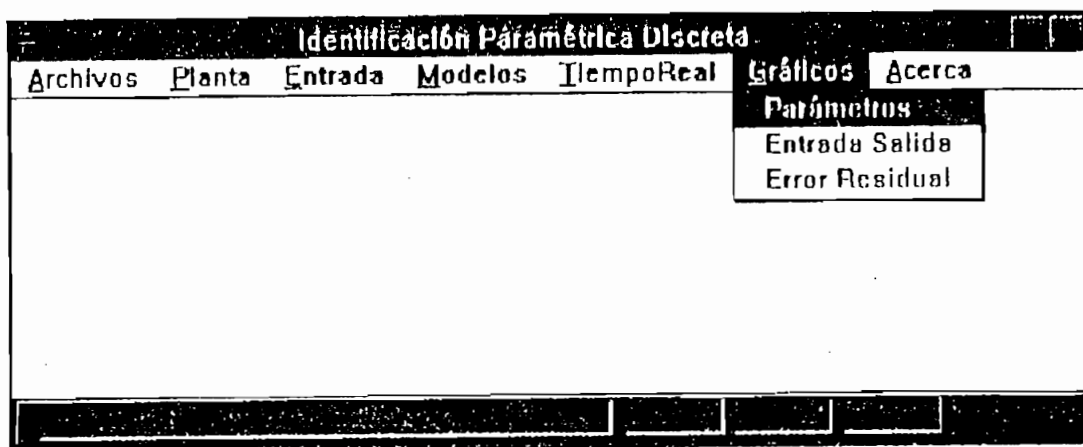 Identificación Paramétrica Discreta
Archivos Planta Entrada Modelos TiempoReal Gráficos Acerca
Parámetros
Entrada Salida
Error Residual